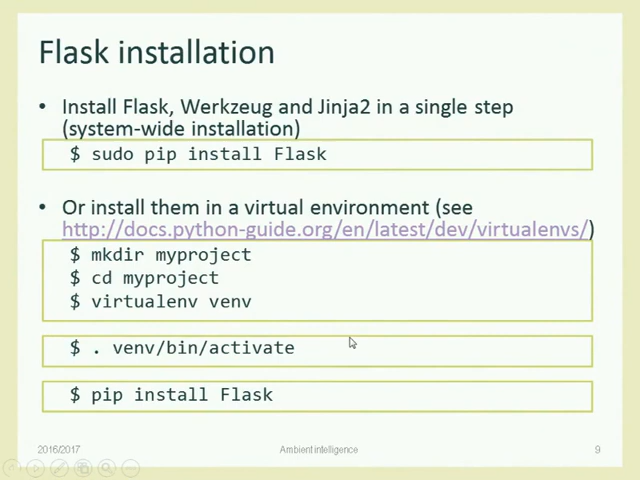 Flask installation
• Install Flask, Werkzeug and Jinja2 in a single step
(system-wide installation)
$ sudo pip install Flask
• Or install them in a virtual environment (see
http://docs.python-guide.org/en/latest/dev/virtualenvs/)
$ mkdir myproject
$ cd myproject
$ virtualenv venv
$ . venv/bin/activate
$ pip install Flask
2016/2017
Ambient intelligence
9